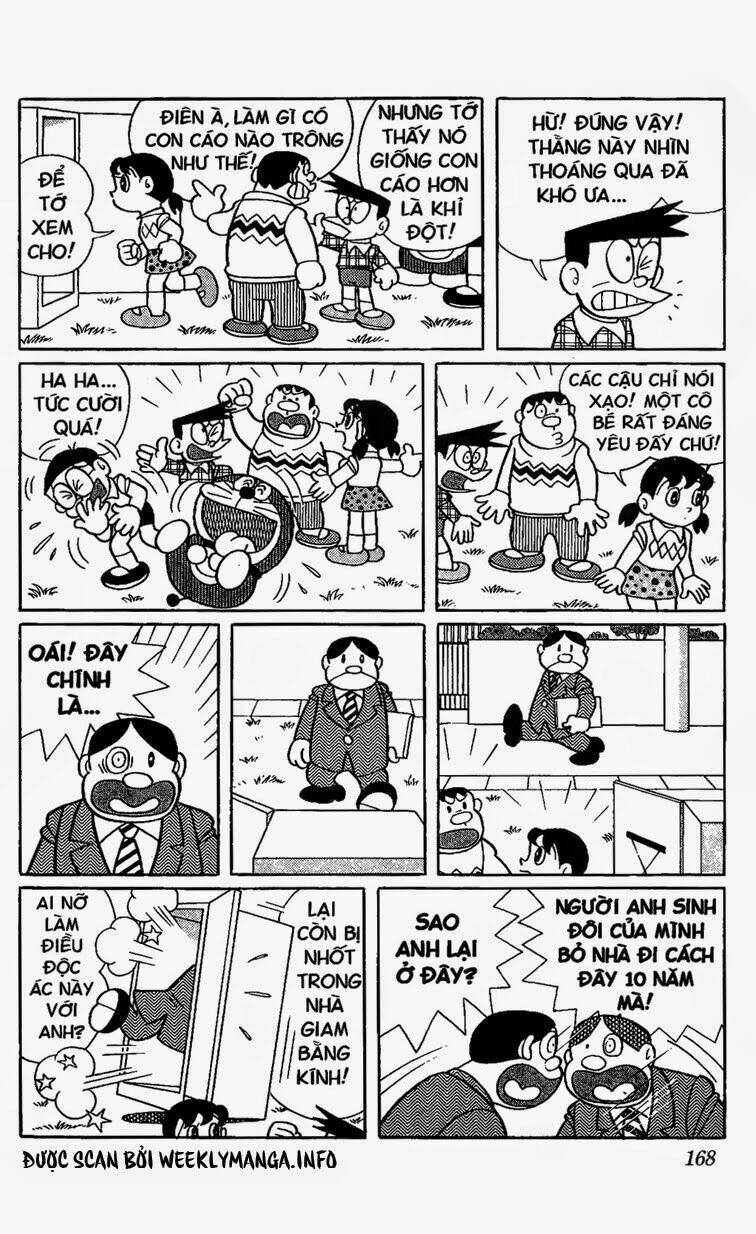 ĐỂ
TỚ
XEM
CHO!
ĐIÊN À, LÀM GÌ CÓ
CON CÁO NÀO TRÔNG
NHƯ THẾ!
NHƯNG TỚ
THẤY NÓ
GIỐNG CON
CÁO HƠN
LÀ KHỈ
ĐỘT!
HỪ! ĐÚNG VẬY!
THẰNG NÀY NHÌN
THOÁNG QUA ĐÃ
KHÓ ƯA...
HA HA...
TỨC CƯỜI
QUÁ!
CÁC CẬU CHỈ NÓI
XẠO! MỘT CÔ
BÉ RẤT ĐÁNG
YÊU ĐẤY CHỨ!
OÁI! ĐÂY
CHÍNH
LÀ...
AI NỠ
LÀM
ĐIỀU
ĐỘC
ÁC NÀY
VỚI
ANH?
LẠI
CÒN BỊ
NHỐT
TRONG
NHÀ
GIAM
BẰNG
KÍNH!
SAO
ANH LẠI
Ở ĐÂY?
NGƯỜI ANH SINH
ĐÔI CỦA MÌNH
BỎ NHÀ ĐI CÁCH
ĐÂY 10 NĂM
MÀ!
ĐƯỢC SCAN BỞI WEEKLYMANGA.INFO
168